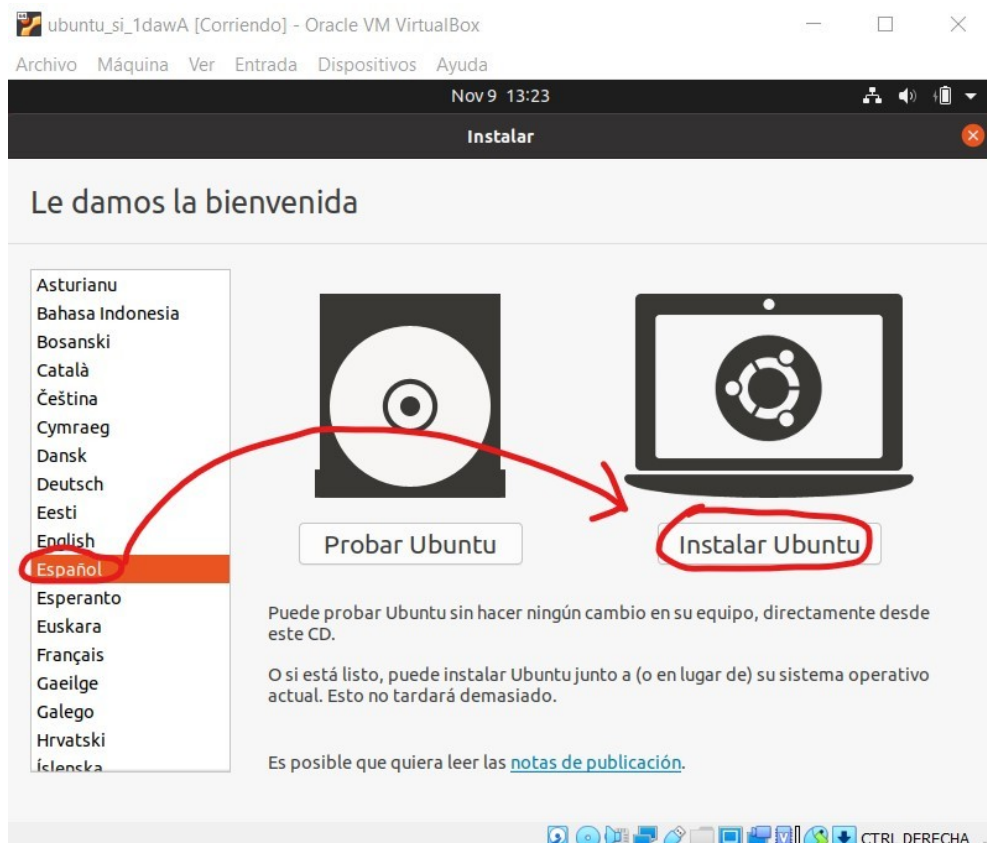 ubuntu_si_1dawA [Corriendo] - Oracle VM VirtualBox
Archivo Máquina Ver Entrada Dispositivos Ayuda
Nov 9 13:23
Instalar
Le damos la bienvenida
Asturianu
Bahasa Indonesia
Bosanski
Català
Čeština
Cymraeg
Dansk
Deutsch
Eesti
English
Español
Esperanto
Euskara
Français
Gaeilge
Galego
Hrvatski
Íslenska
Probar Ubuntu
Instalar Ubuntu
Puede probar Ubuntu sin hacer ningún cambio en su equipo, directamente desde
este CD.
O si está listo, puede instalar Ubuntu junto a (o en lugar de) su sistema operativo
actual. Esto no tardará demasiado.
Es posible que quiera leer las notas de publicación.
CTRL DERECHA